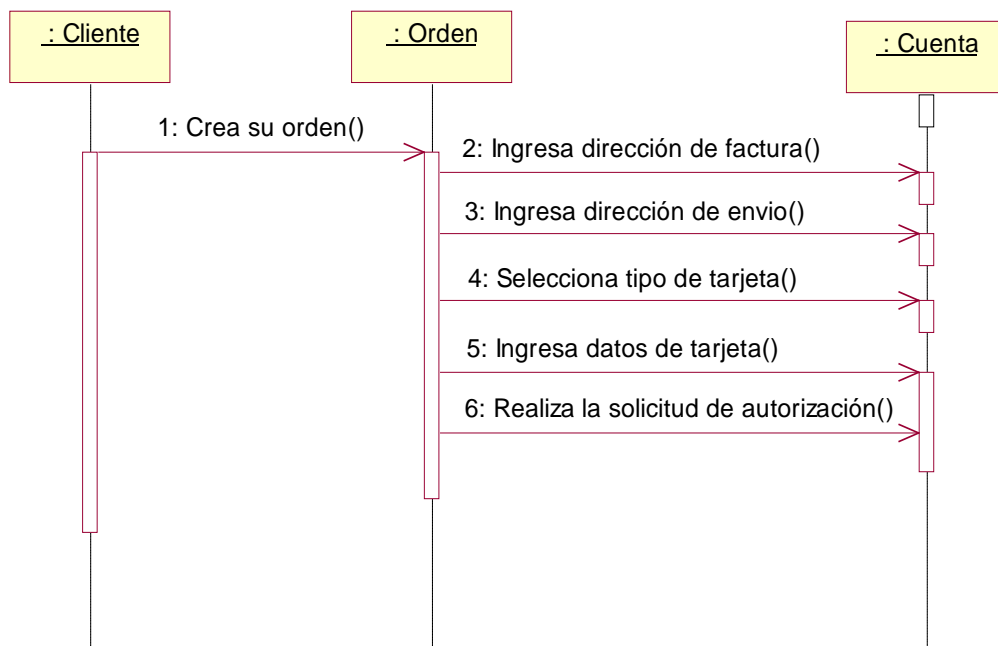 : Cliente
: Orden
: Cuenta
1: Crea su orden()
2: Ingresa dirección de factura()
3: Ingresa dirección de envio()
4: Selecciona tipo de tarjeta()
5: Ingresa datos de tarjeta()
6: Realiza la solicitud de autorización()